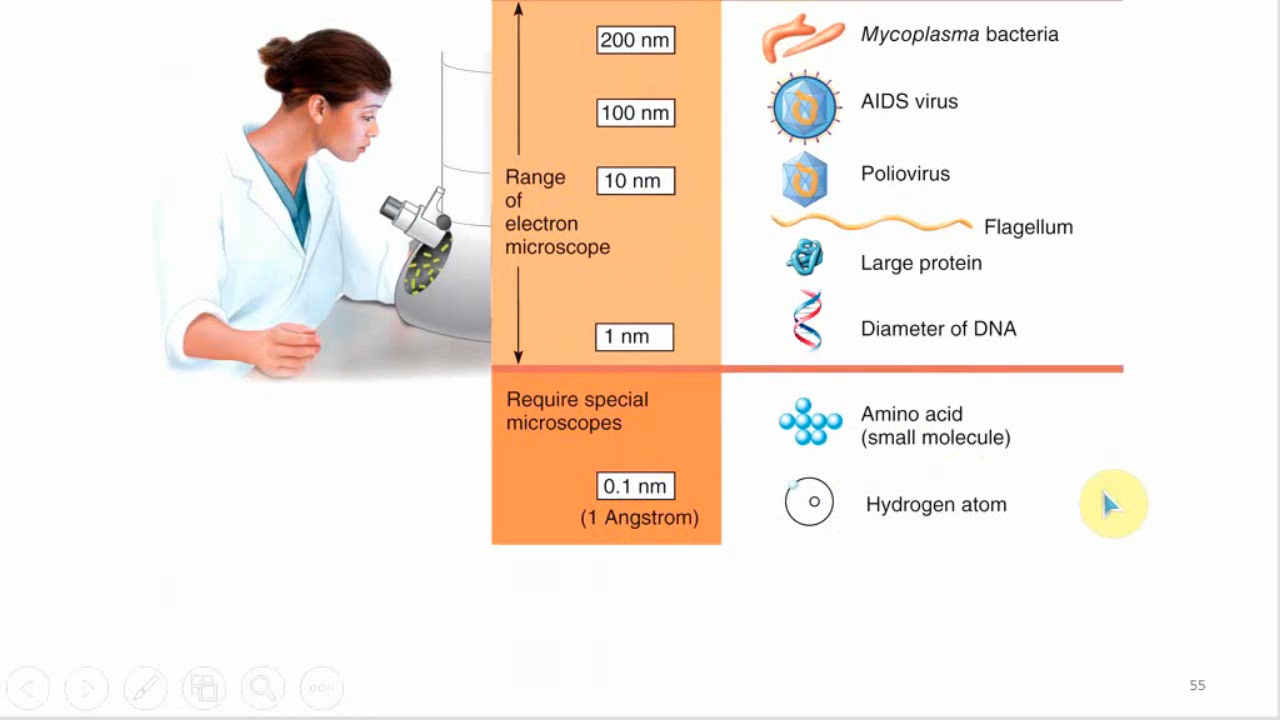 200 nm
Mycoplasma bacteria
100 nm
AIDS virus
Range
of
electron
microscope
10 nm
Poliovirus
Flagellum
Large protein
1 nm
Diameter of DNA
Require special
microscopes
Amino acid
(small molecule)
0.1 nm
(1 Angstrom)
Hydrogen atom
55